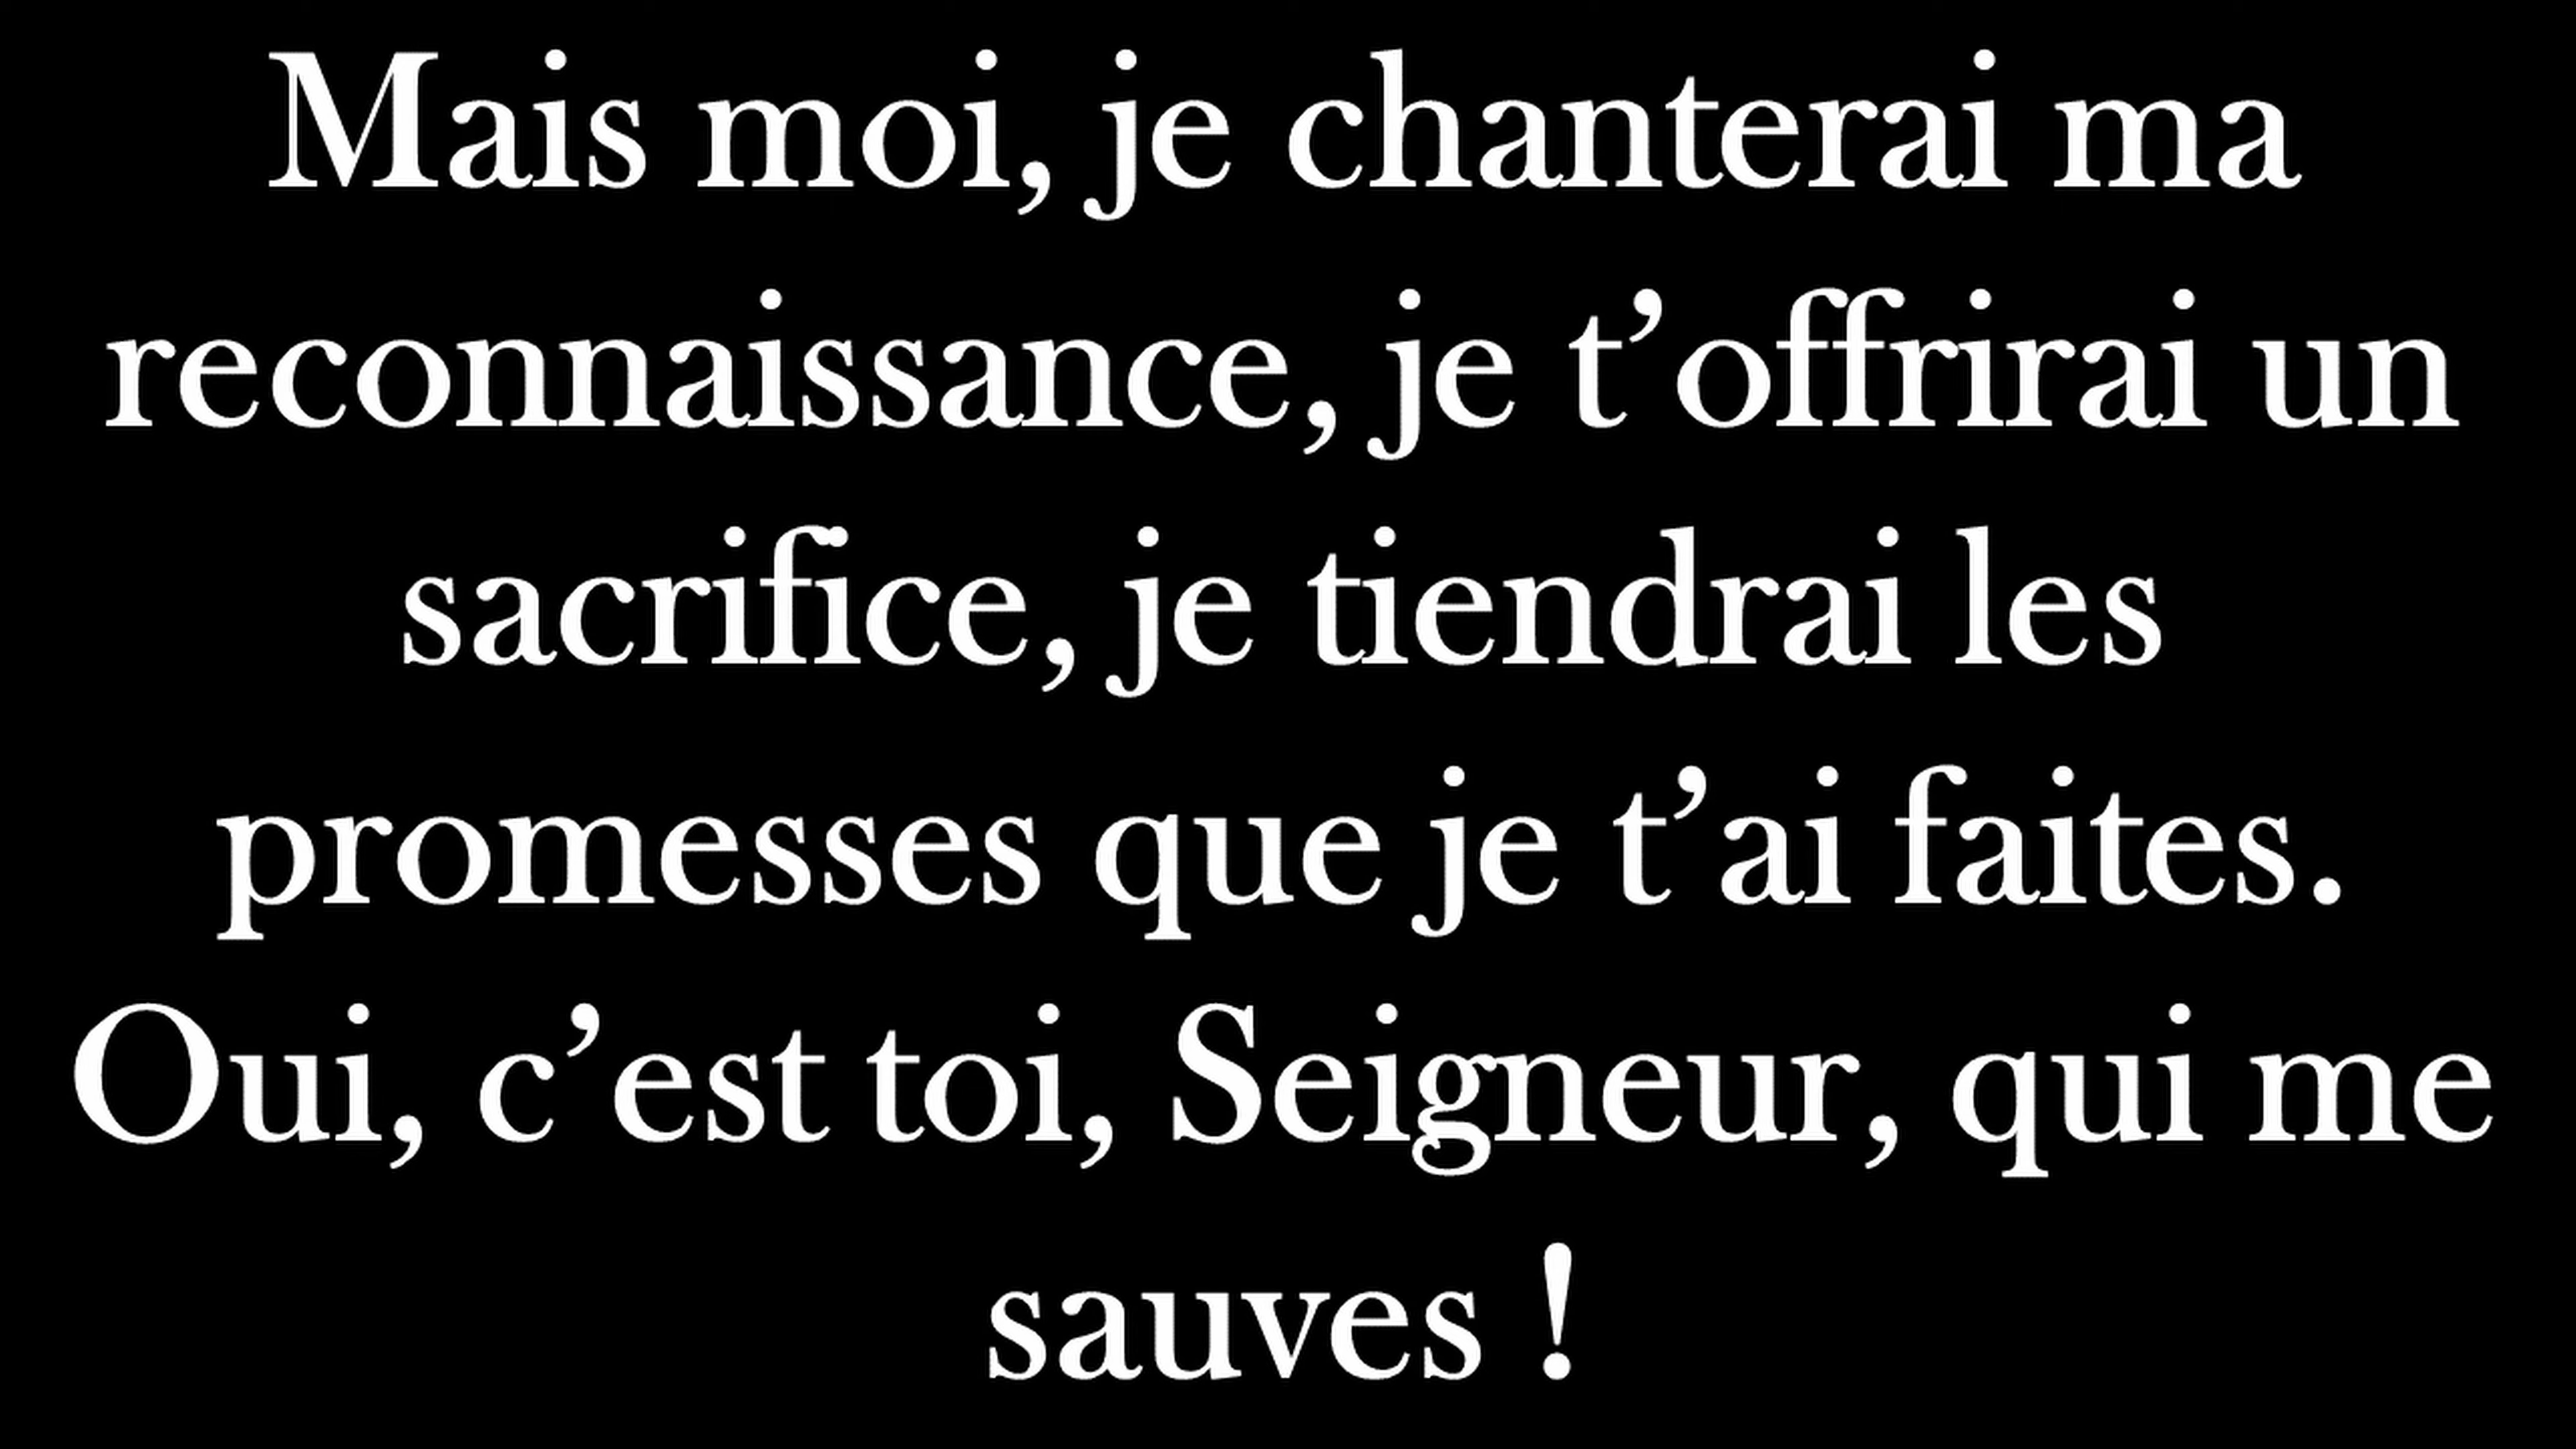 Mais moi, je chanterai ma
reconnaissance, je t’offrirai un
sacrifice, je tiendrai les
promesses que je t’ai faites.
Oui, c’est toi, Seigneur, qui me
sauves !